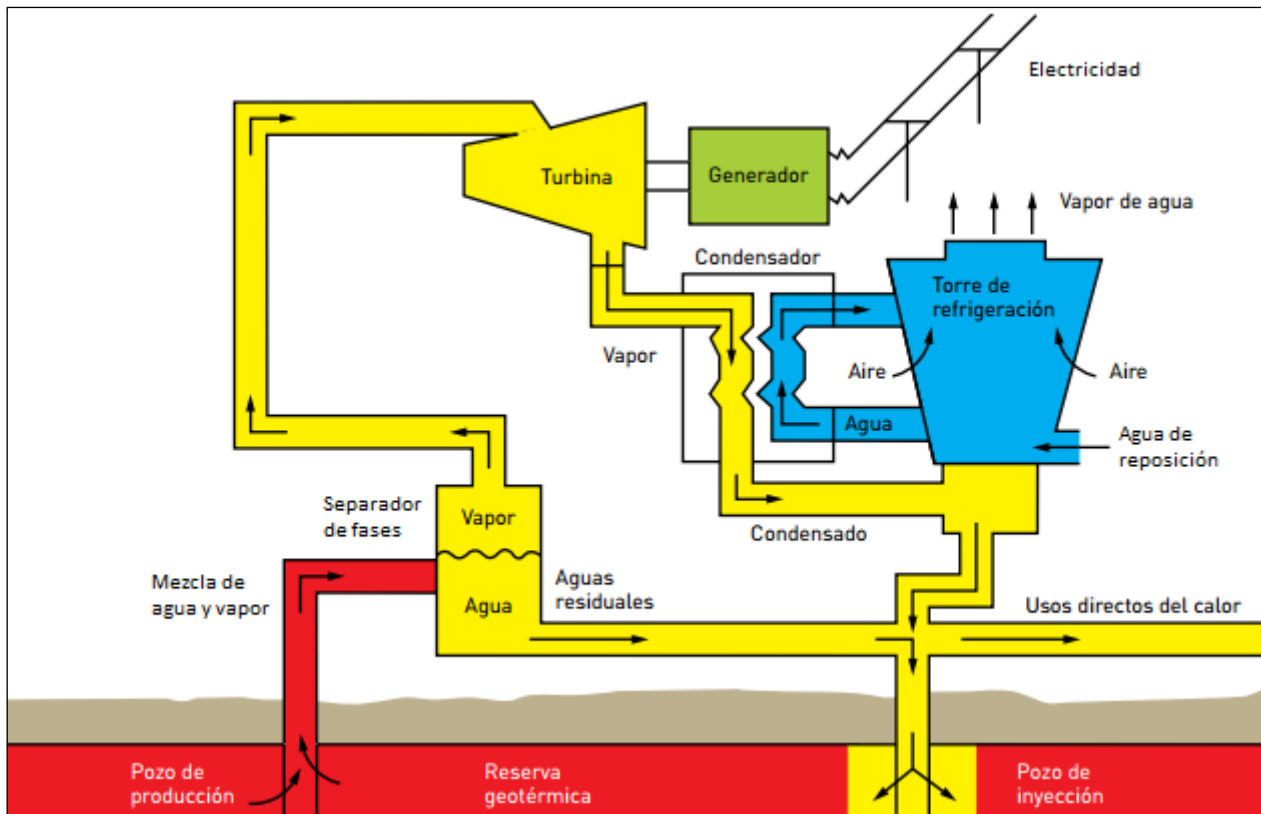 Electricidad
Turbina
Generador
Vapor de agua
Condensador
Torre de
refrigeración
Vapor
Aire
Aire
Agua
Agua de
reposición
Separador
de fases
Vapor
Condensado
Mezcla de
agua y vapor
Agua
Aguas
residuales
Usos directos del calor
Pozo de
producción
Reserva
geotérmica
Pozo de
inyección